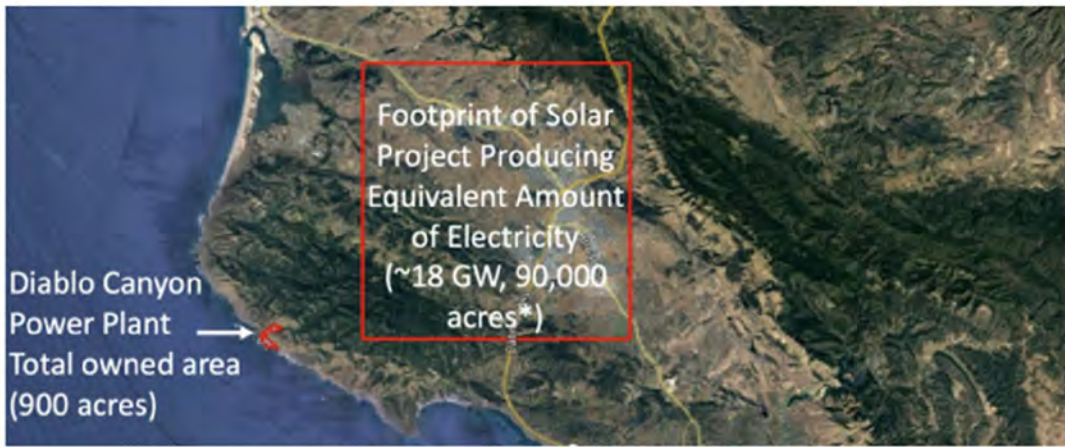 Footprint of Solar
Project Producing
Equivalent Amount
of Electricity
(~18 GW, 90,000
acres*)
Diablo Canyon
Power Plant
Total owned area
(900 acres)